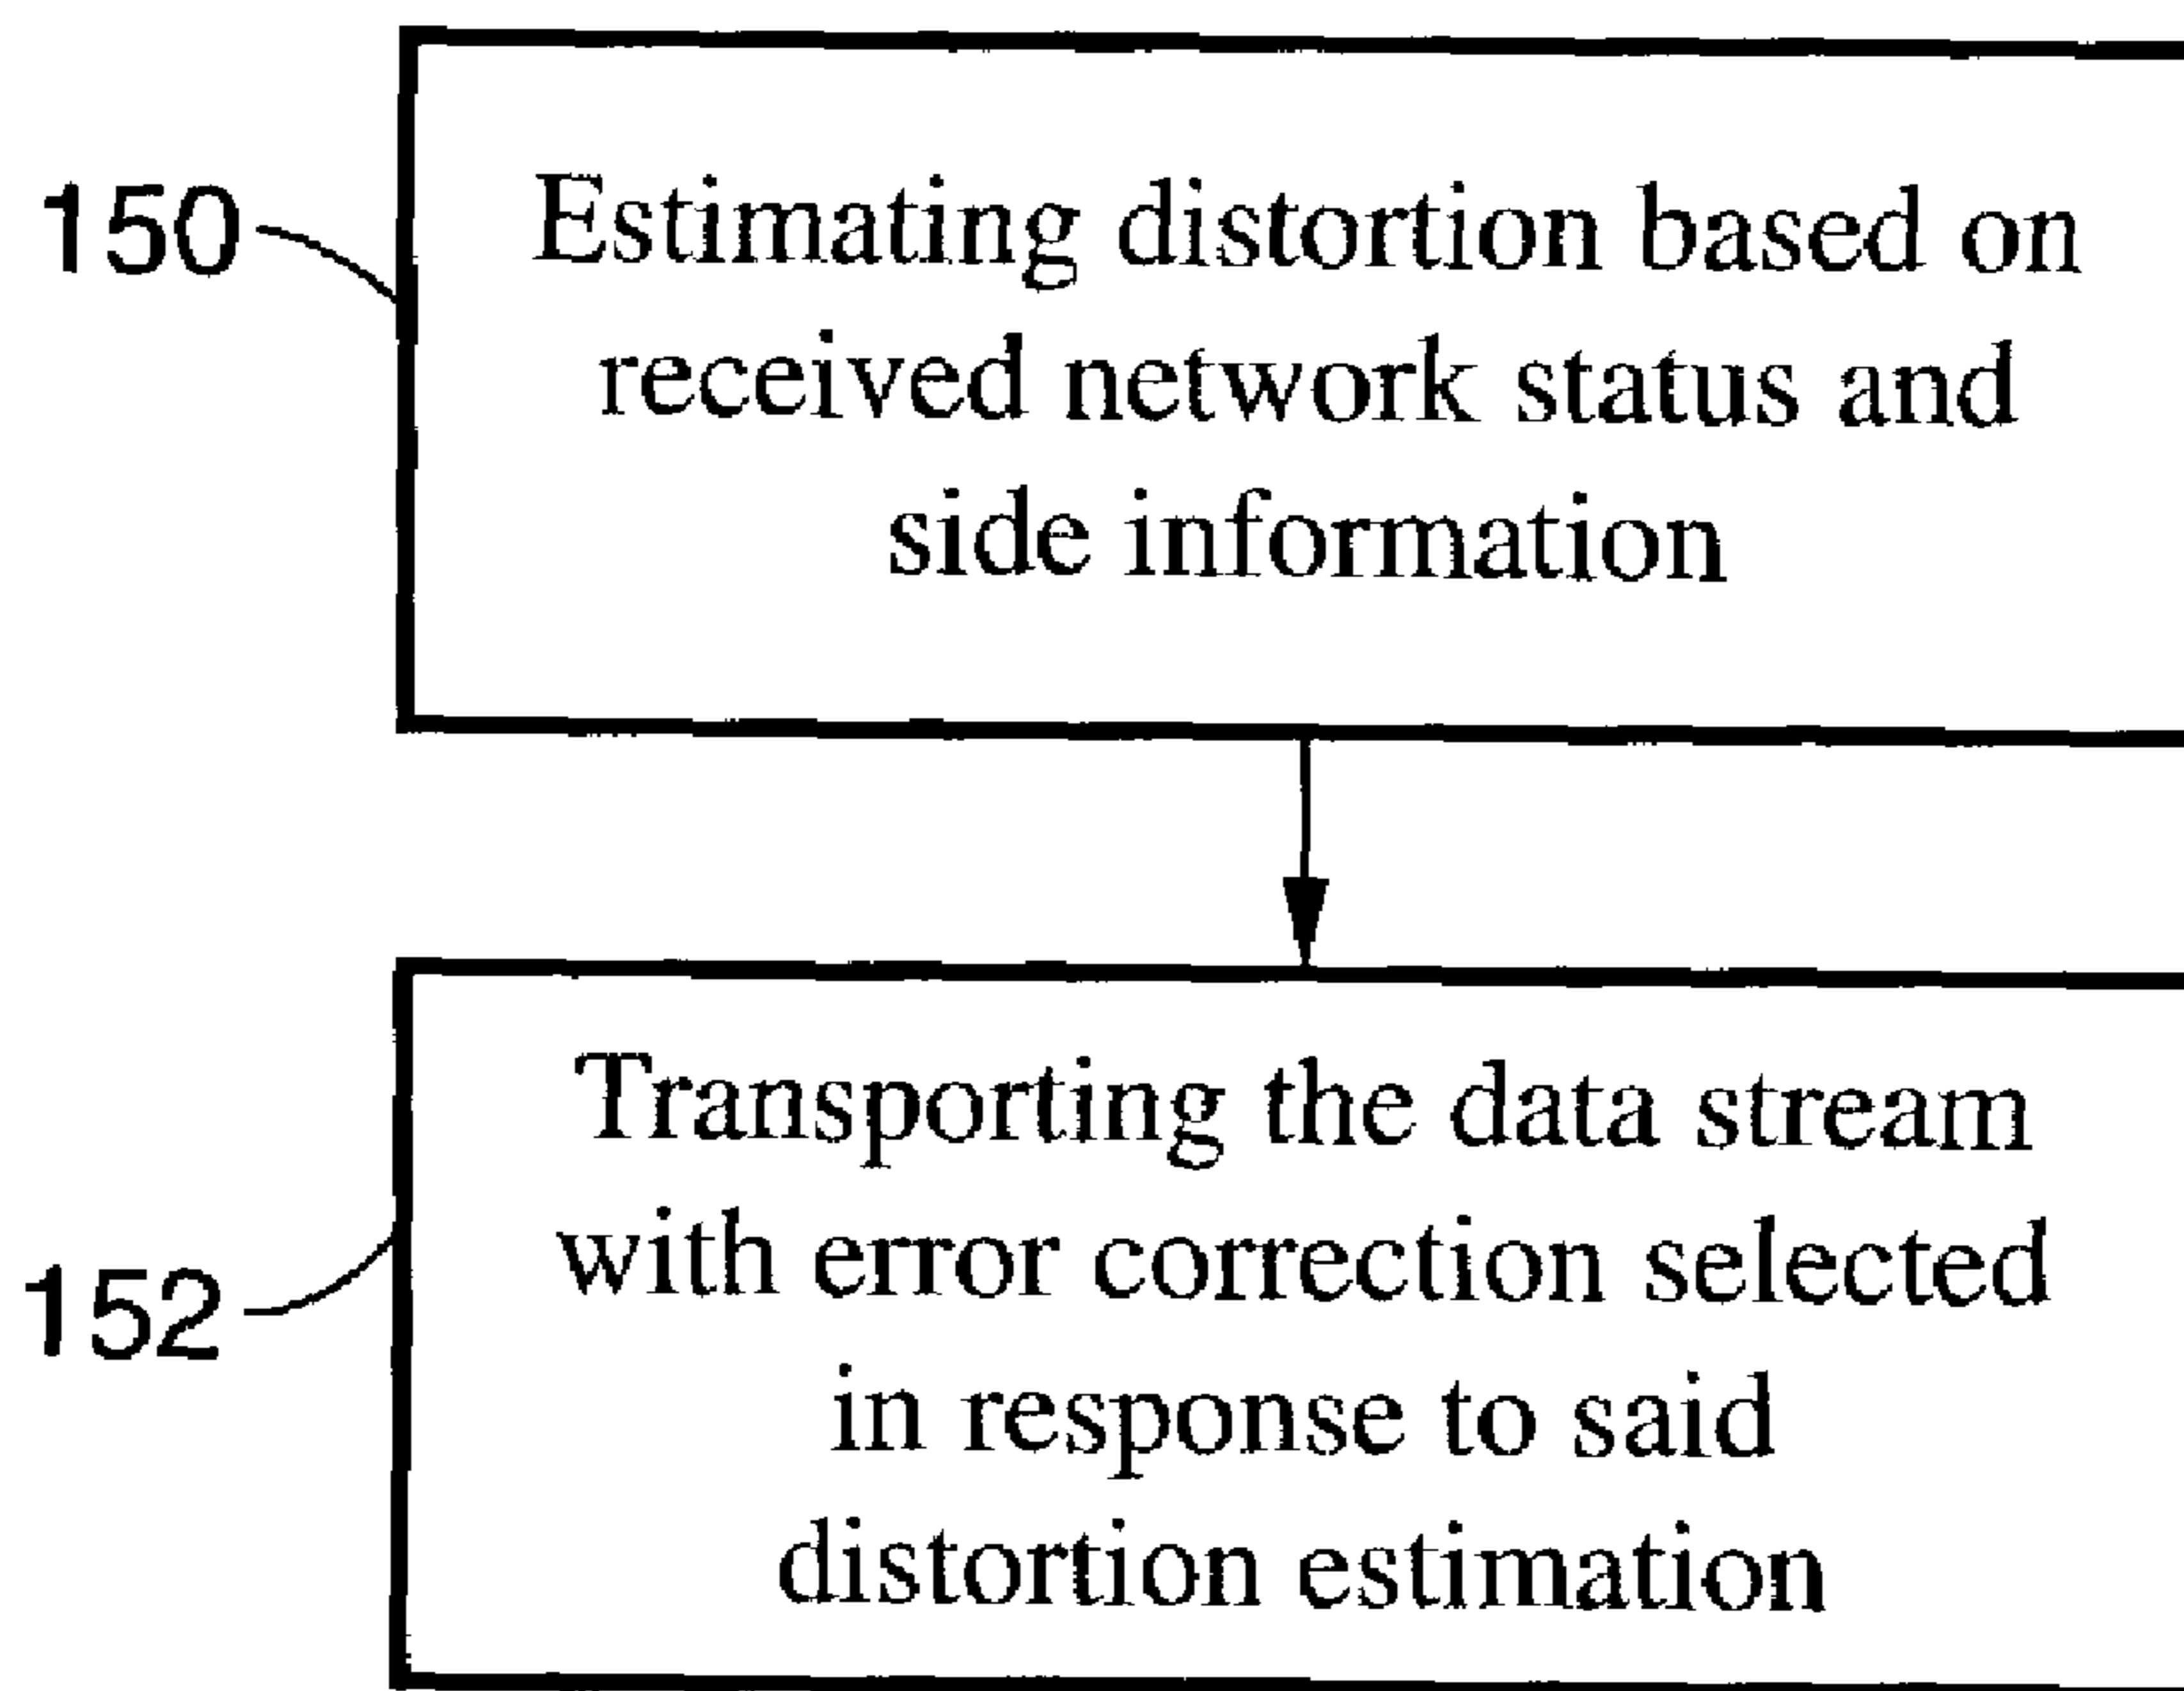 150
Estimating distortion based on
received network status and
side information
Transporting the data stream
with error correction selected
152
in response to said
distortion estimation